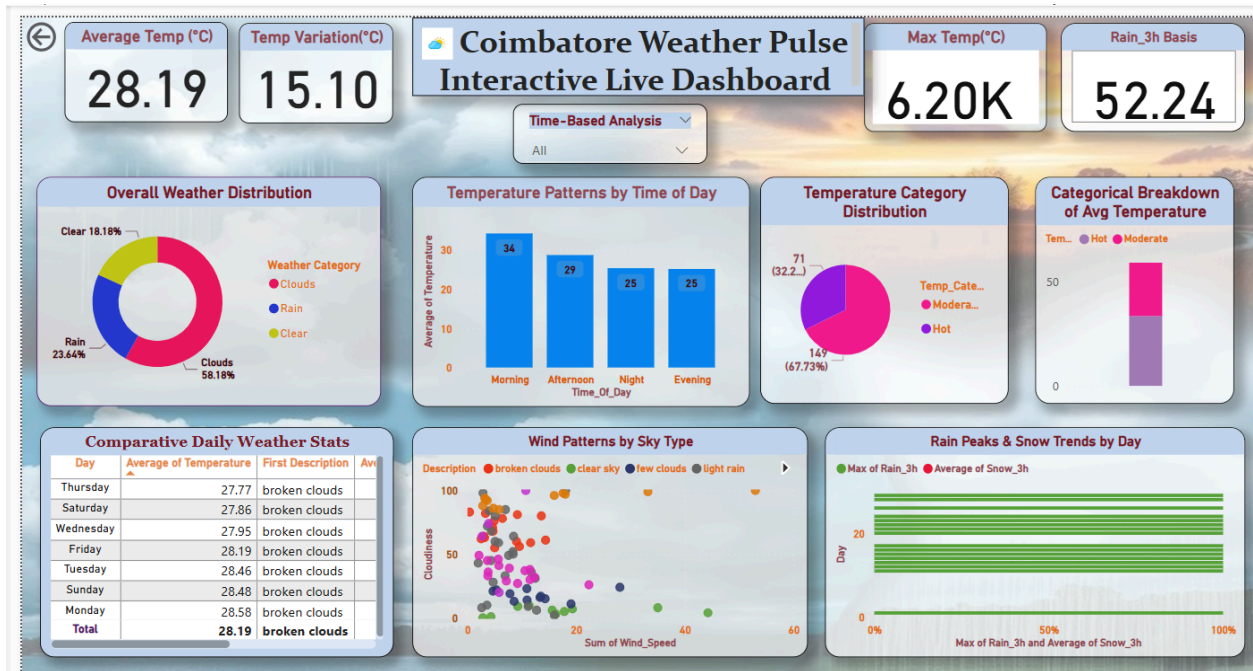 Average Temp (°C)
28.19
Temp Variation(°C)
15.10
Coimbatore Weather Pulse
Interactive Live Dashboard
Max Temp(°C)
6.20K
Rain_3h Basis
52.24
Time-Based Analysis
All
Overall Weather Distribution
Clear 18.18%
Rain
23.64%
Clouds
58.18%
Weather Category
Clouds
Rain
Clear
Temperature Patterns by Time of Day
Average of Temperature
30
20
10
0
34
29
25
25
Morning Afternoon Night Evening
Time_Of_Day
Temperature Category
Distribution
71
(32.2...)
149
(67.73%)
Temp_Cate...
Modera...
Hot
Categorical Breakdown
of Avg Temperature
Tem... Hot Moderate
50
0
Comparative Daily Weather Stats
Day Average of Temperature First Description Ave
Thursday 27.77 broken clouds
Saturday 27.86 broken clouds
Wednesday 27.95 broken clouds
Friday 28.19 broken clouds
Tuesday 28.46 broken clouds
Sunday 28.48 broken clouds
Monday 28.58 broken clouds
Total 28.19 broken clouds
Wind Patterns by Sky Type
Description broken clouds clear sky few clouds light rain
Cloudiness
100
50
0
0 20 40 60
Sum of Wind_Speed
Rain Peaks & Snow Trends by Day
Max of Rain_3h Average of Snow_3h
Day
20
0
0% 50% 100%
Max of Rain_3h and Average of Snow_3h